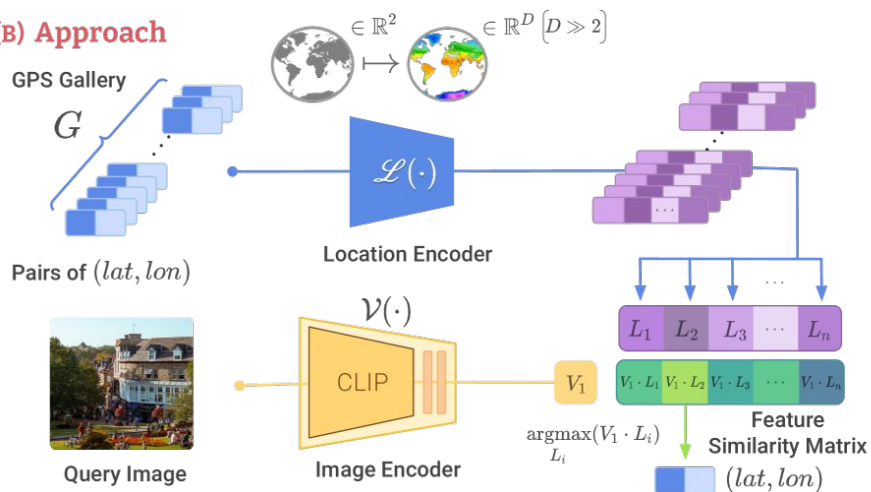 (B) Approach
∈ ℝ² ↦ ∈ ℝᴰ [D ≫ 2]
GPS Gallery
G
ℒ(·)
Location Encoder
Pairs of (lat, lon)
...
...
L₁ L₂ L₃ ... Lₙ
𝒱(·)
CLIP
V₁
V₁ · L₁ V₁ · L₂ V₁ · L₃ ... V₁ · Lₙ
argmax(V₁ · Lᵢ)
Lᵢ
Feature
Similarity Matrix
Query Image
Image Encoder
(lat, lon)